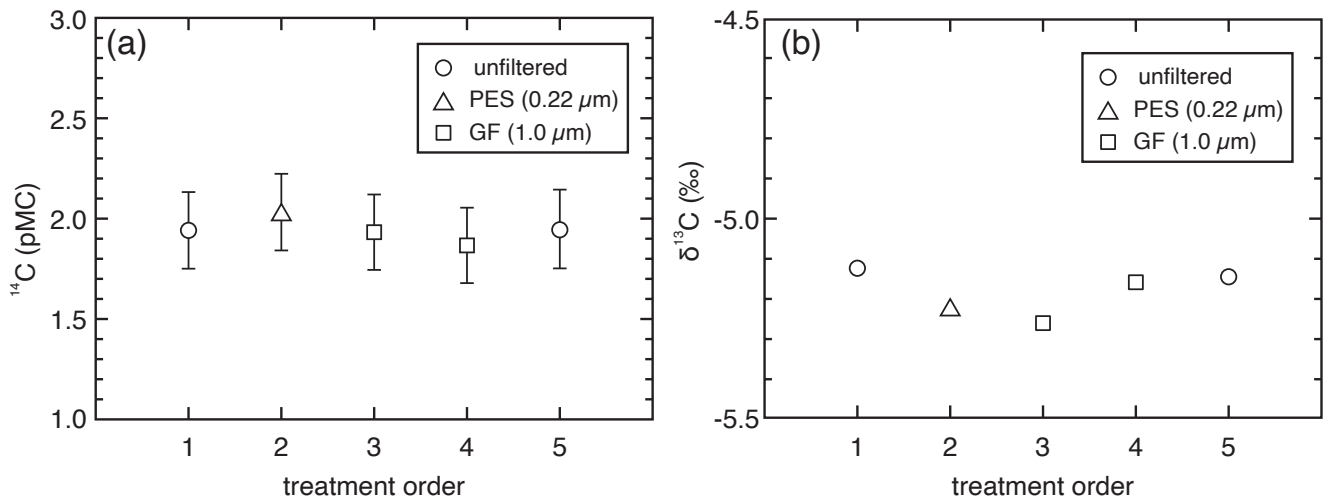 (a)
unfiltered
PES (0.22 µm)
GF (1.0 µm)
3.0
2.5
2.0
1.5
1.0
¹⁴C (pMC)
1 2 3 4 5
treatment order
(b)
unfiltered
PES (0.22 µm)
GF (1.0 µm)
-4.5
-5.0
-5.5
δ¹³C (‰)
1 2 3 4 5
treatment order